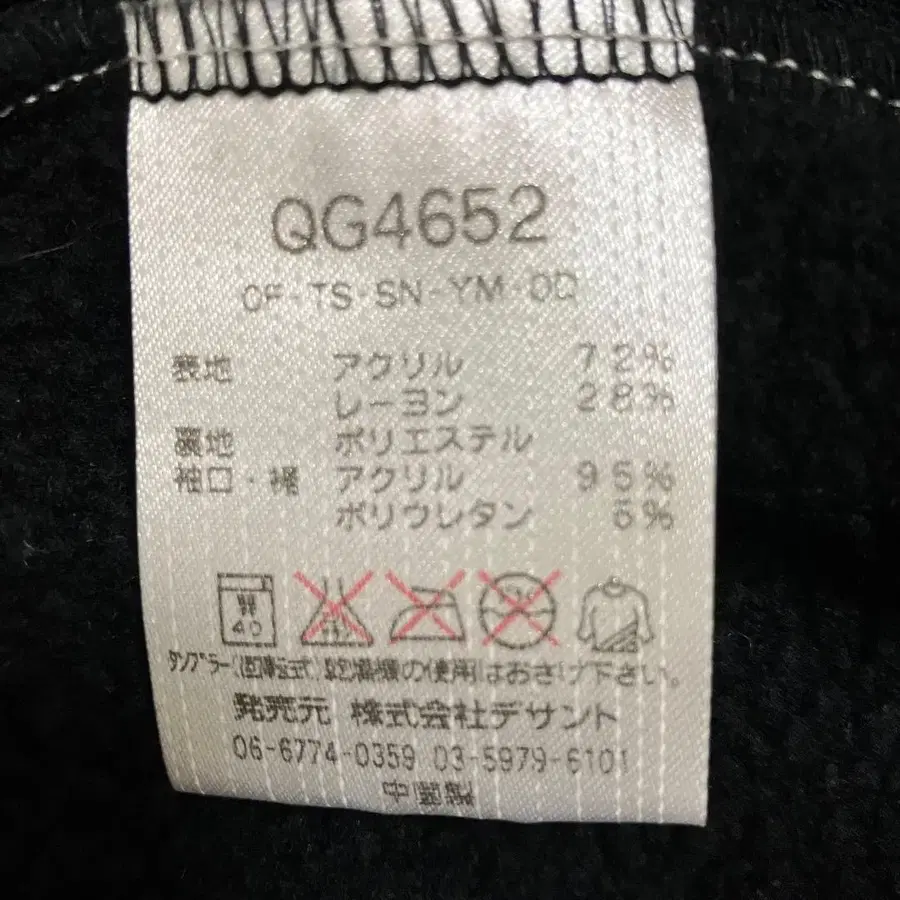 QG4652
CF-TS-SN-YM-OD
表地 アクリル 72%
レーヨン 28%
裏地 ポリエステル
袖口・裾 アクリル 95%
ポリウレタン 5%
40
タンブラー(回転式)乾燥機の使用はおさけ下さい。
発売元 株式会社デサント
06-6774-0359 03-5979-6101
中国製